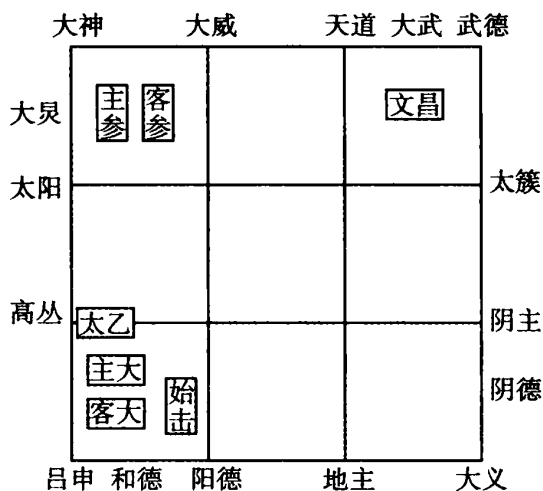 大神 大威 天道 大武 武德
大炅 主参 客参 文昌
太阳 太簇
高丛 太乙 阴主
主大 始击 阴德
客大
吕申 和德 阳德 地主 大义